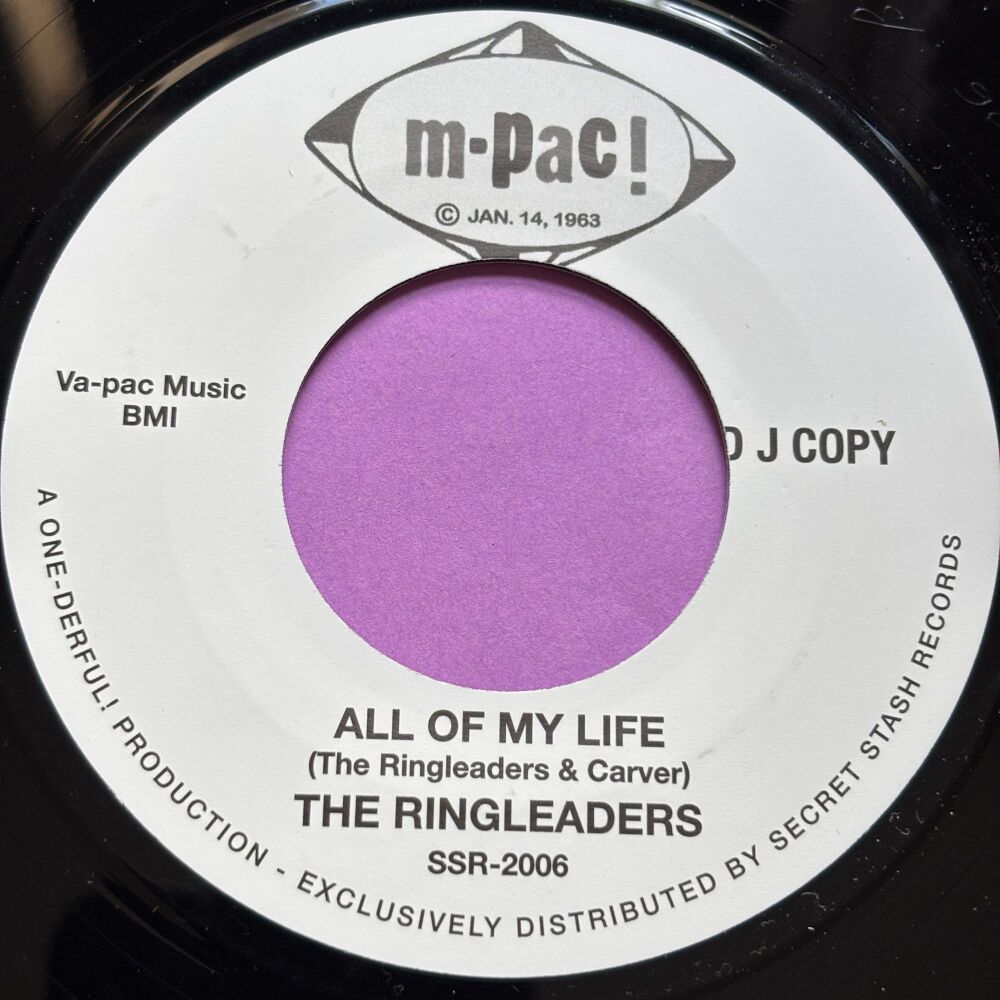 m-pac!
© JAN. 14, 1963
Va-pac Music
BMI
D J COPY
ALL OF MY LIFE
(The Ringleaders & Carver)
THE RINGLEADERS
SSR-2006
A ONE-DERFUL! PRODUCTION - EXCLUSIVELY DISTRIBUTED BY SECRET STASH RECORDS